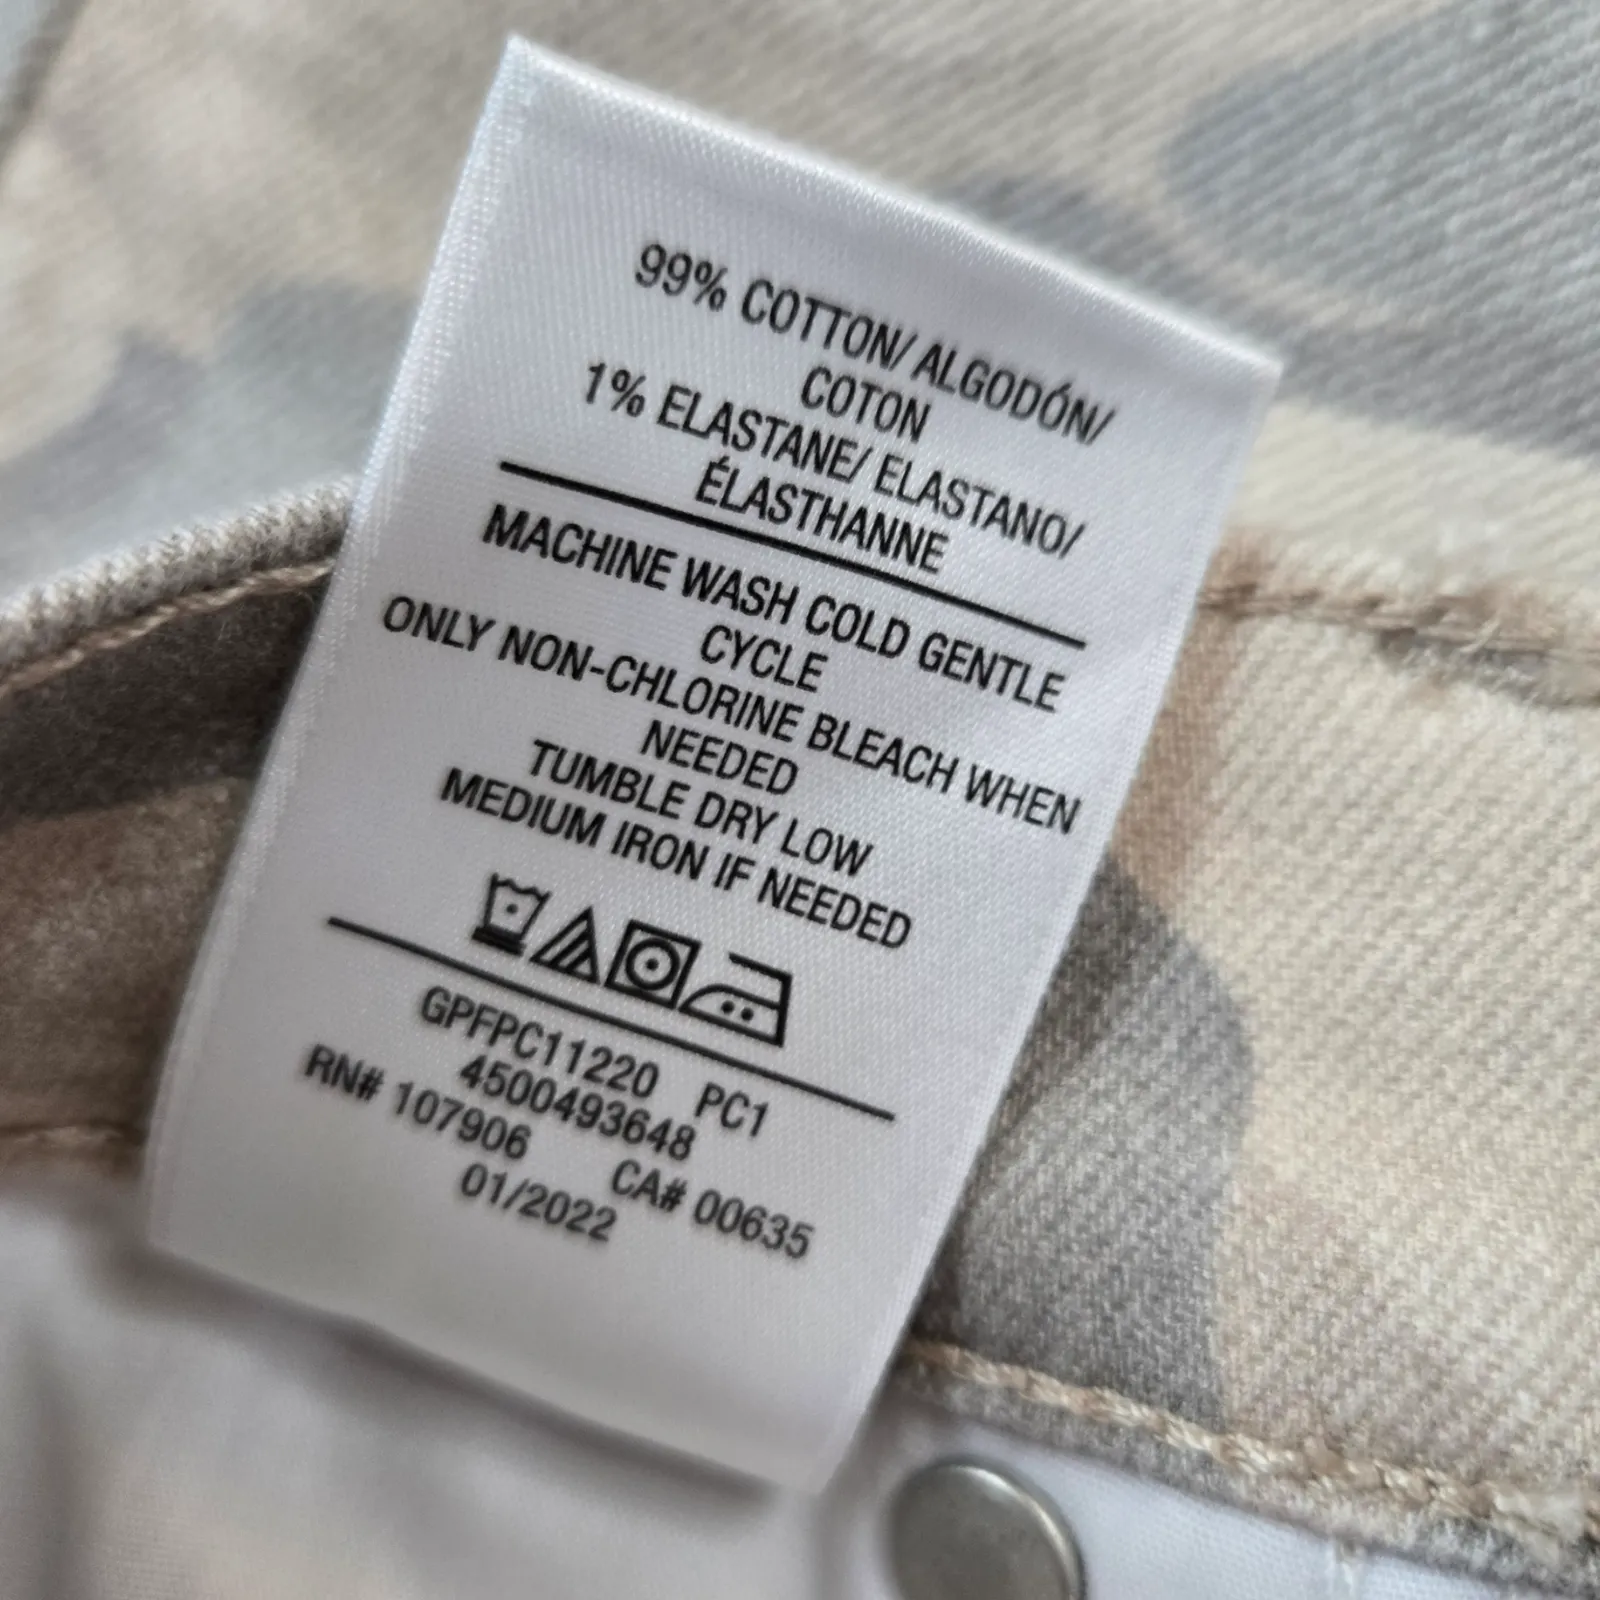 99% COTTON/ ALGODÓN/
COTON
1% ELASTANE/ ELASTANO/
ÉLASTHANNE
MACHINE WASH COLD GENTLE
CYCLE
ONLY NON-CHLORINE BLEACH WHEN
NEEDED
TUMBLE DRY LOW
MEDIUM IRON IF NEEDED
GPFPC11220 PC1
4500493648
RN# 107906 CA# 00635
01/2022